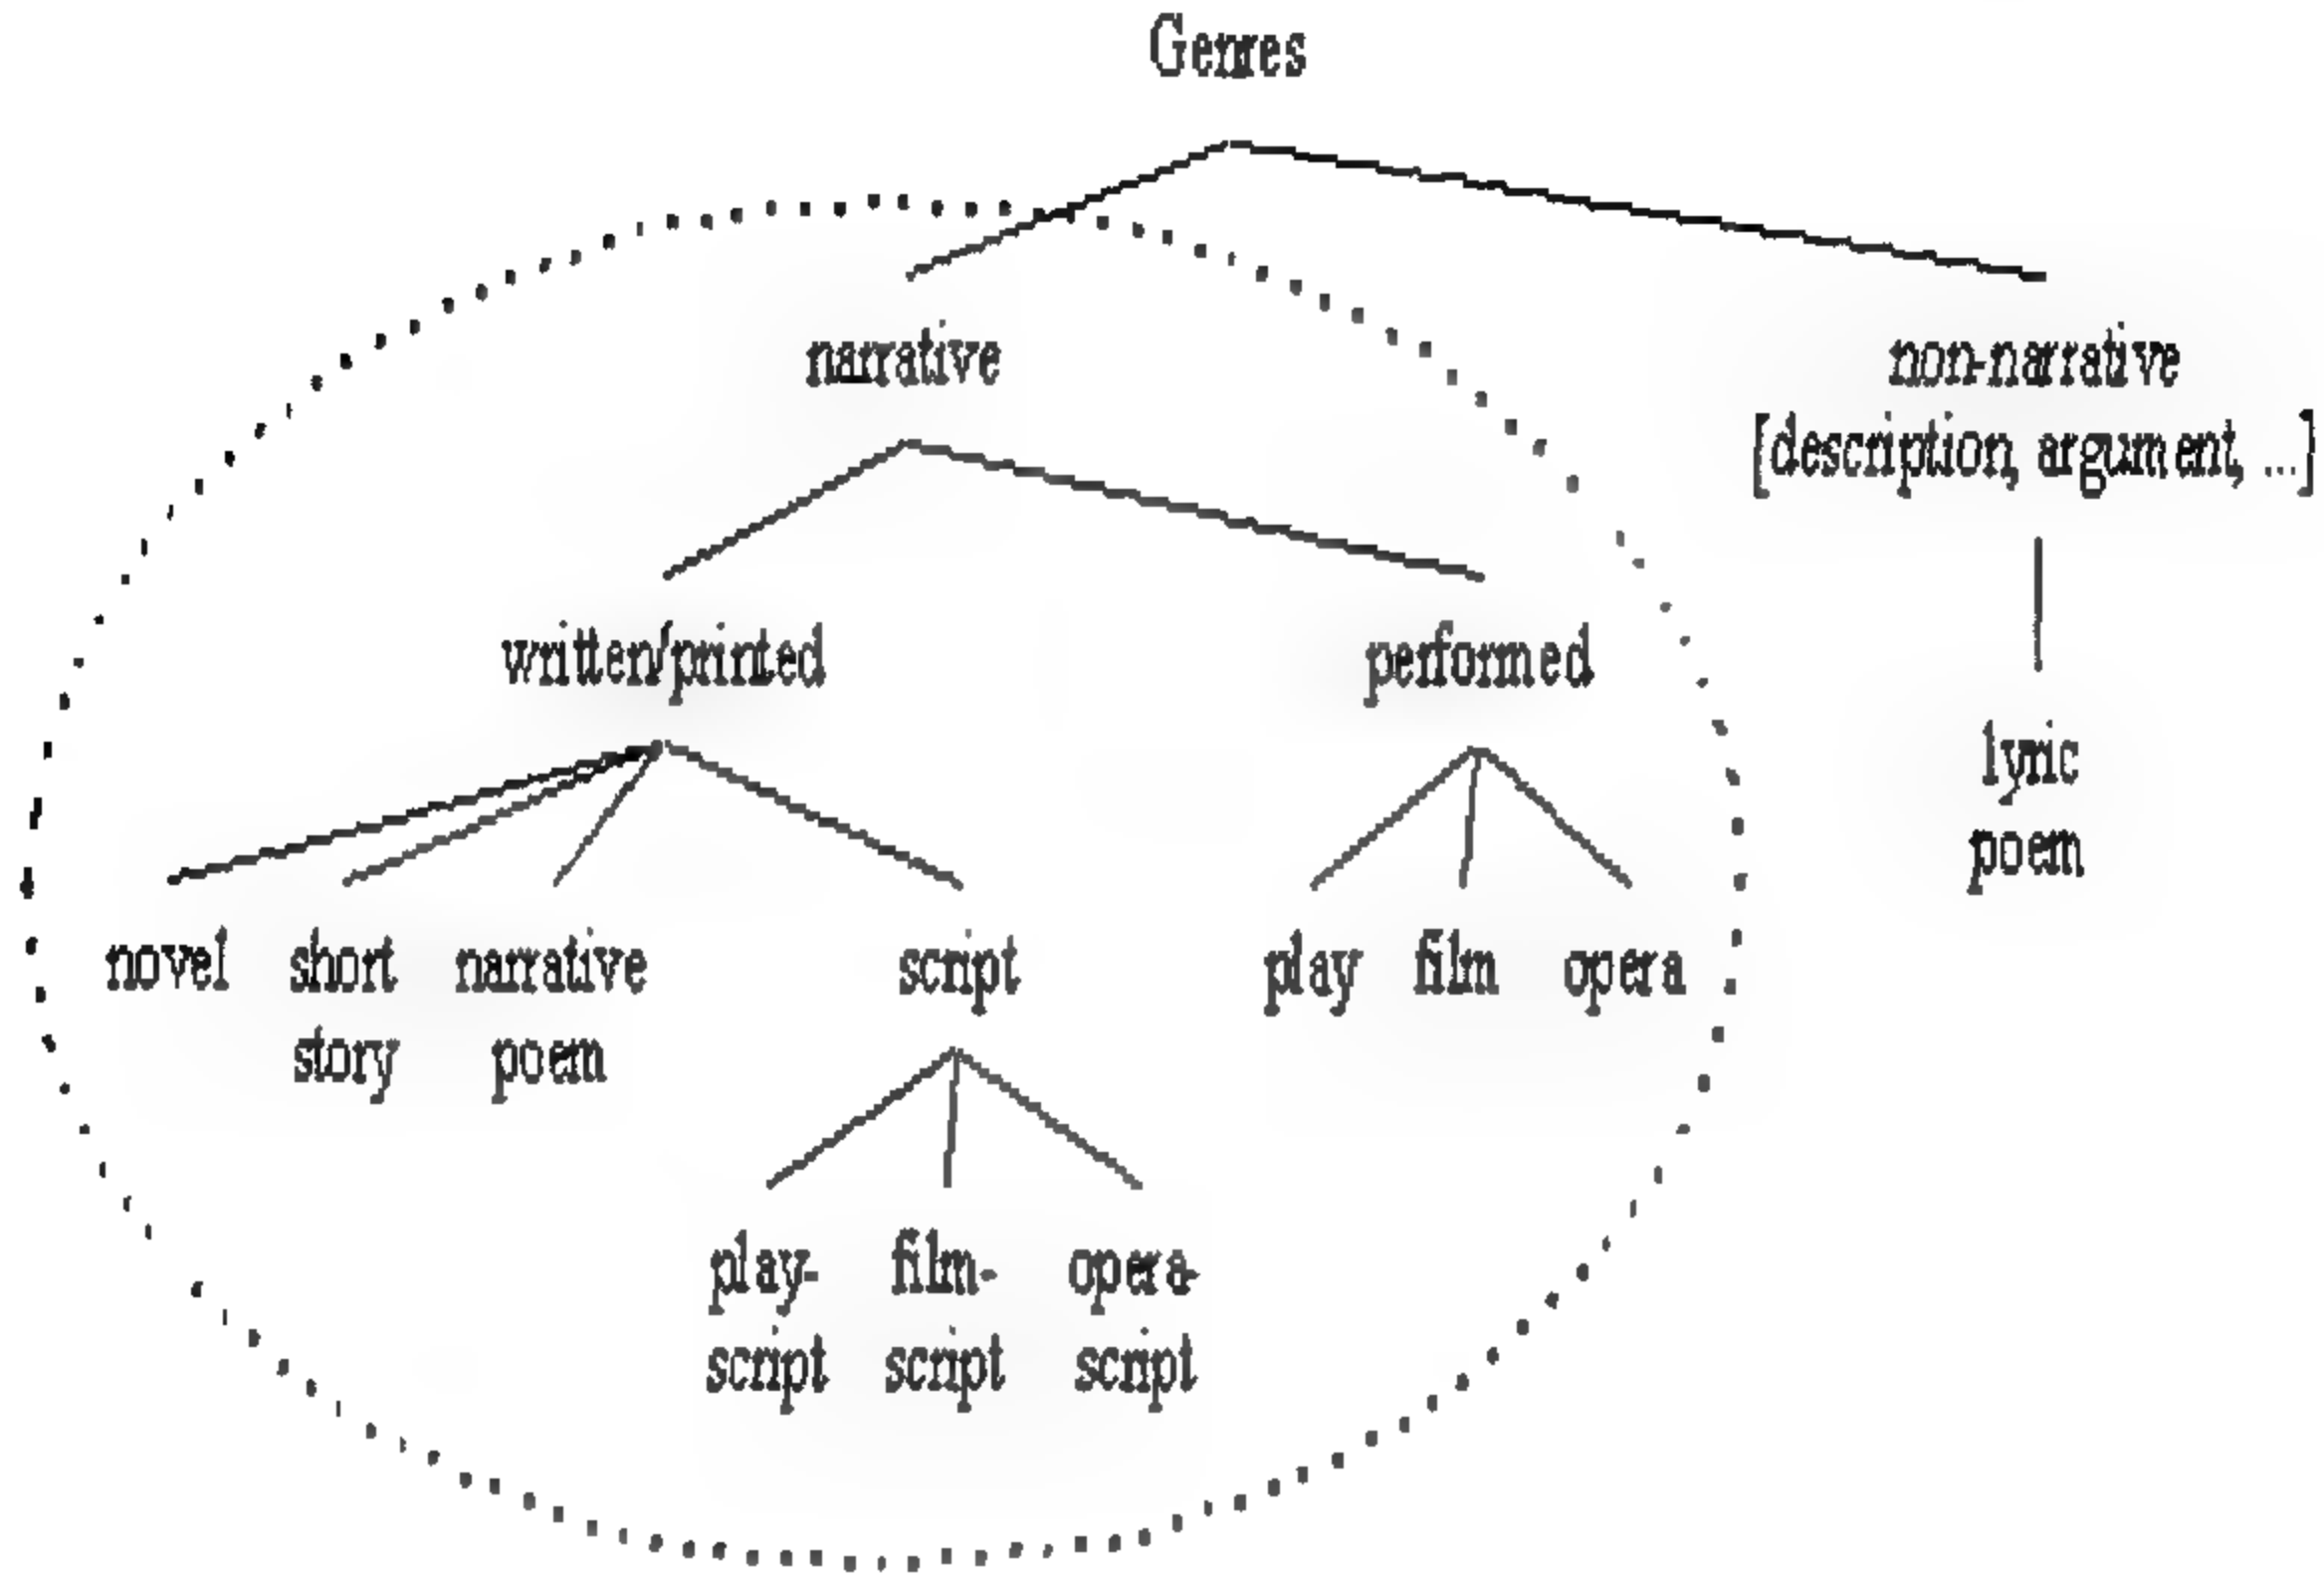 Genres
narrative
non-narrative
[description, argument, ...]
written/printed
performed
lyric
poem
novel
short
story
narrative
poem
script
play
film
opera
play-
script
film-
script
opera-
script